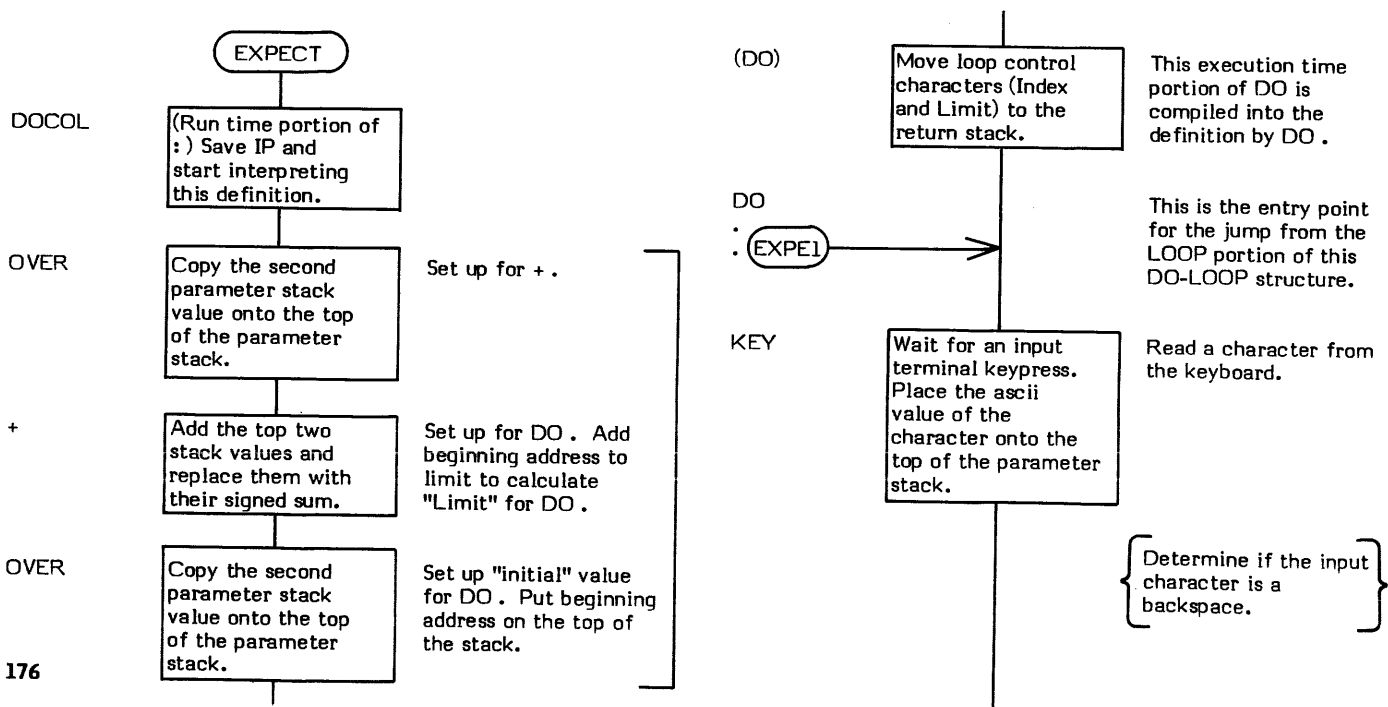 EXPECT
DOCOL
(Run time portion of
: ) Save IP and
start interpreting
this definition.
OVER
Copy the second
parameter stack
value onto the top
of the parameter
stack.
Set up for + .
+
Add the top two
stack values and
replace them with
their signed sum.
Set up for DO . Add
beginning address to
limit to calculate
"Limit" for DO .
OVER
Copy the second
parameter stack
value onto the top
of the parameter
stack.
Set up "initial" value
for DO . Put beginning
address on the top of
the stack.
176
(DO)
Move loop control
characters (Index
and Limit) to the
return stack.
This execution time
portion of DO is
compiled into the
definition by DO .
DO
:
. EXPE1
This is the entry point
for the jump from the
LOOP portion of this
DO-LOOP structure.
KEY
Wait for an input
terminal keypress.
Place the ascii
value of the
character onto the
top of the parameter
stack.
Read a character from
the keyboard.
Determine if the input
character is a
backspace.